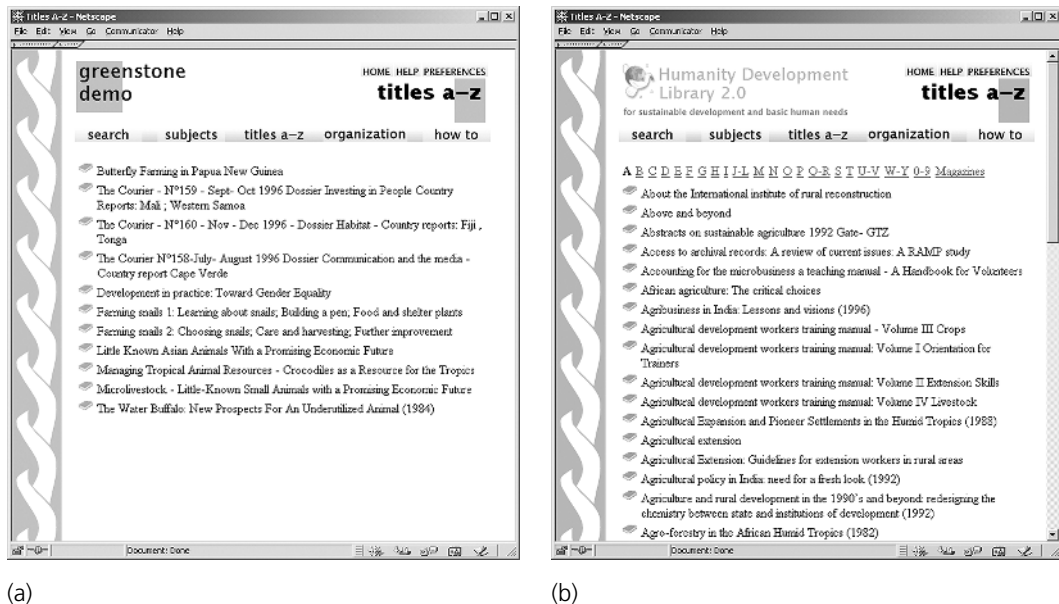 Titles A-Z - Netscape
File Edit View Go Communicator Help
greenstone
demo
HOME HELP PREFERENCES
titles a–z
search subjects titles a–z organization how to
Butterfly Farming in Papua New Guinea
The Courier - N°159 - Sept- Oct 1996 Dossier Investing in People Country
Reports: Mali ; Western Samoa
The Courier - N°160 - Nov - Dec 1996 - Dossier Habitat - Country reports: Fiji ,
Tonga
The Courier N°158-July- August 1996 Dossier Communication and the media -
Country report Cape Verde
Development in practice: Toward Gender Equality
Farming snails 1: Learning about snails; Building a pen; Food and shelter plants
Farming snails 2: Choosing snails; Care and harvesting; Further improvement
Little Known Asian Animals With a Promising Economic Future
Managing Tropical Animal Resources - Crocodiles as a Resource for the Tropics
Microlivestock - Little-Known Small Animals with a Promising Economic Future
The Water Buffalo: New Prospects For An Underutilized Animal (1984)
Document: Done
(a)
Titles A-Z - Netscape
File Edit View Go Communicator Help
Humanity Development
Library 2.0
for sustainable development and basic human needs
HOME HELP PREFERENCES
titles a–z
search subjects titles a–z organization how to
A B C D E F G H I J-L M N O P Q-R S T U-V W-Y 0-9 Magazines
About the International institute of rural reconstruction
Above and beyond
Abstracts on sustainable agriculture 1992 Gate- GTZ
Access to archival records: A review of current issues: A RAMP study
Accounting for the microbusiness a teaching manual - A Handbook for Volunteers
African agriculture: The critical choices
Agribusiness in India: Lessons and visions (1996)
Agricultural development workers training manual - Volume III Crops
Agricultural development workers training manual: Volume I Orientation for
Trainers
Agricultural development workers training manual: Volume II Extension Skills
Agricultural development workers training manual: Volume IV Livestock
Agricultural Expansion and Pioneer Settlements in the Humid Tropics (1988)
Agricultural extension
Agricultural Extension: Guidelines for extension workers in rural areas
Agricultural policy in India: need for a fresh look (1992)
Agriculture and rural development in the 1990's and beyond: redesigning the
chemistry between state and institutions of development (1992)
Agro-forestry in the African Humid Tropics (1982)
Document: Done
(b)